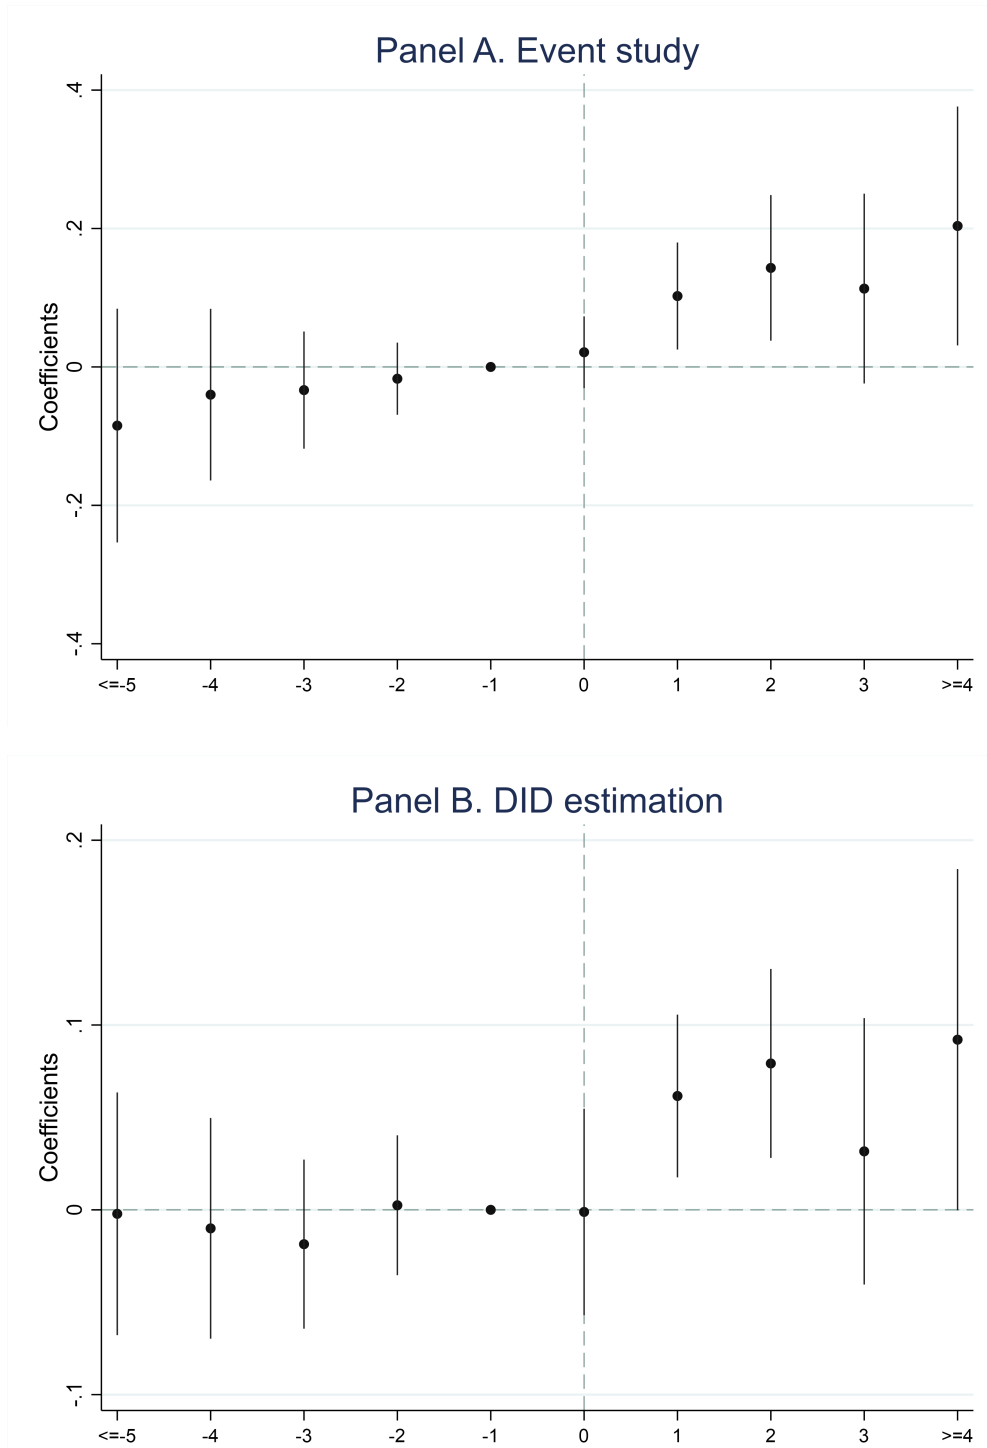 Panel A. Event study
Coefficients
.4
.2
0
-.2
-.4
<=-5 -4 -3 -2 -1 0 1 2 3 >=4
Panel B. DID estimation
Coefficients
.2
.1
0
-.1
<=-5 -4 -3 -2 -1 0 1 2 3 >=4